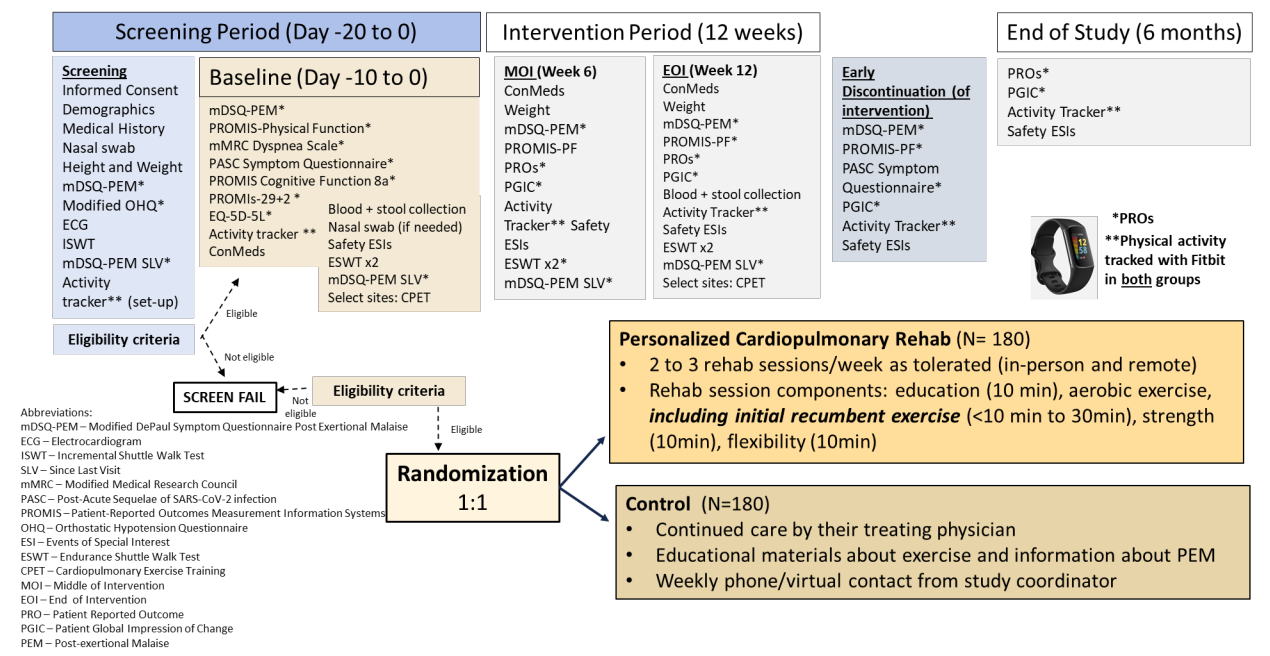 Screening Period (Day -20 to 0)
Screening
Informed Consent
Demographics
Medical History
Nasal swab
Height and Weight
mDSQ-PEM*
Modified OHQ*
ECG
ISWT
mDSQ-PEM SLV*
Activity
tracker** (set-up)
Eligibility criteria
Baseline (Day -10 to 0)
mDSQ-PEM*
PROMIS-Physical Function*
mMRC Dyspnea Scale*
PASC Symptom Questionnaire*
PROMIS Cognitive Function 8a*
PROMIs-29+2 *
EQ-5D-5L*
Activity tracker **
ConMeds
Blood + stool collection
Nasal swab (if needed)
Safety ESIs
ESWT x2
mDSQ-PEM SLV*
Select sites: CPET
Eligible
Not eligible
SCREEN FAIL
Not
eligible
Eligibility criteria
Eligible
Randomization
1:1
Intervention Period (12 weeks)
MOI (Week 6)
ConMeds
Weight
mDSQ-PEM*
PROMIS-PF
PROs*
PGIC*
Activity
Tracker** Safety
ESIs
ESWT x2*
mDSQ-PEM SLV*
EOI (Week 12)
ConMeds
Weight
mDSQ-PEM*
PROMIS-PF*
PROs*
PGIC*
Blood + stool collection
Activity Tracker**
Safety ESIs
ESWT x2
mDSQ-PEM SLV*
Select sites: CPET
Early
Discontinuation (of
intervention)
mDSQ-PEM*
PROMIS-PF*
PASC Symptom
Questionnaire*
PGIC*
Activity Tracker**
Safety ESIs
End of Study (6 months)
PROs*
PGIC*
Activity Tracker**
Safety ESIs
12
58
*PROs
**Physical activity
tracked with Fitbit
in both groups
Personalized Cardiopulmonary Rehab (N= 180)
• 2 to 3 rehab sessions/week as tolerated (in-person and remote)
• Rehab session components: education (10 min), aerobic exercise,
including initial recumbent exercise (<10 min to 30min), strength
(10min), flexibility (10min)
Control (N=180)
• Continued care by their treating physician
• Educational materials about exercise and information about PEM
• Weekly phone/virtual contact from study coordinator
Abbreviations:
mDSQ-PEM – Modified DePaul Symptom Questionnaire Post Exertional Malaise
ECG – Electrocardiogram
ISWT – Incremental Shuttle Walk Test
SLV – Since Last Visit
mMRC – Modified Medical Research Council
PASC – Post-Acute Sequelae of SARS-CoV-2 infection
PROMIS – Patient-Reported Outcomes Measurement Information Systems
OHQ – Orthostatic Hypotension Questionnaire
ESI – Events of Special Interest
ESWT – Endurance Shuttle Walk Test
CPET – Cardiopulmonary Exercise Training
MOI – Middle of Intervention
EOI – End of Intervention
PRO – Patient Reported Outcome
PGIC – Patient Global Impression of Change
PEM – Post-exertional Malaise